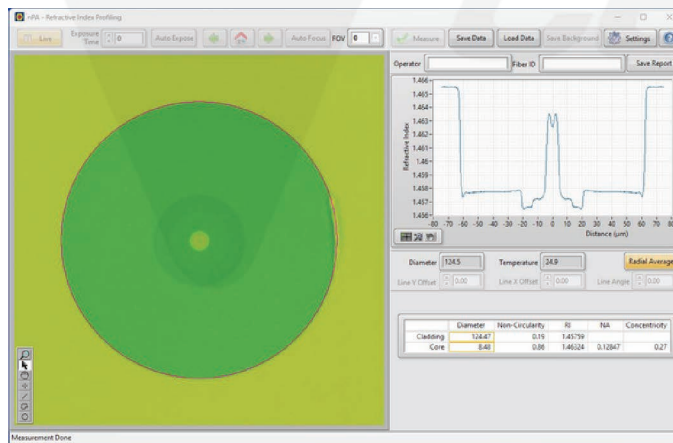 nPA - Refractive Index Profiling
Live Exposure Time 0 Auto Expose Auto Focus FOV 0 Measure Save Data Load Data Save Background Settings
Operator Fiber ID Save Report
1.466
1.465
1.464
1.463
1.462
1.461
1.460
1.459
1.458
1.457
1.456
Refractive Index
-80 -70 -60 -50 -40 -30 -20 -10 0 10 20 30 40 50 60 70 80
Distance (µm)
Diameter 124.5 Temperature 24.9 Radial Average
Line Y Offset 0.00 Line X Offset 0.00 Line Angle 0.00
Diameter Non-Circularity RI NA Concentricity
Cladding 124.47 0.19 1.45759
Core 8.48 0.86 1.46324 0.12847 0.27
Measurement Done